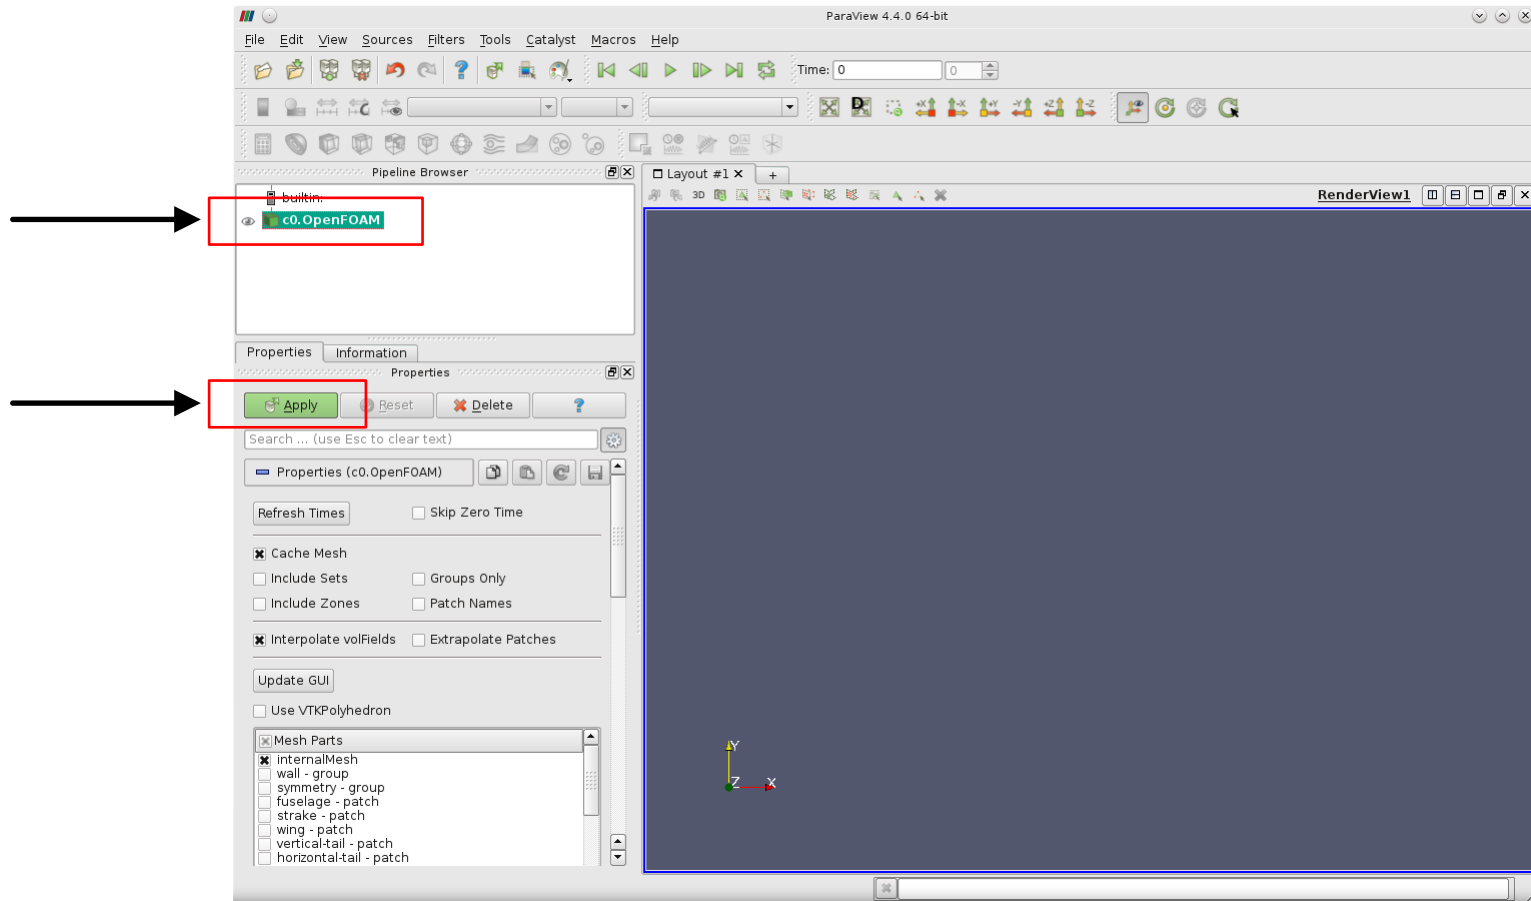 ParaView 4.4.0 64-bit
File Edit View Sources Filters Tools Catalyst Macros Help
Time: 0 0
D +X -X +Y -Y +Z -Z
Pipeline Browser
Layout #1 +
3D
RenderView1
builtin:
c0.OpenFOAM
Properties Information
Properties
Apply Reset Delete ?
Search ... (use Esc to clear text)
Properties (c0.OpenFOAM)
Refresh Times Skip Zero Time
Cache Mesh
Include Sets Groups Only
Include Zones Patch Names
Interpolate volFields Extrapolate Patches
Update GUI
Use VTKPolyhedron
Mesh Parts
internalMesh
wall - group
symmetry - group
fuselage - patch
strake - patch
wing - patch
vertical-tail - patch
horizontal-tail - patch
Y
Z X